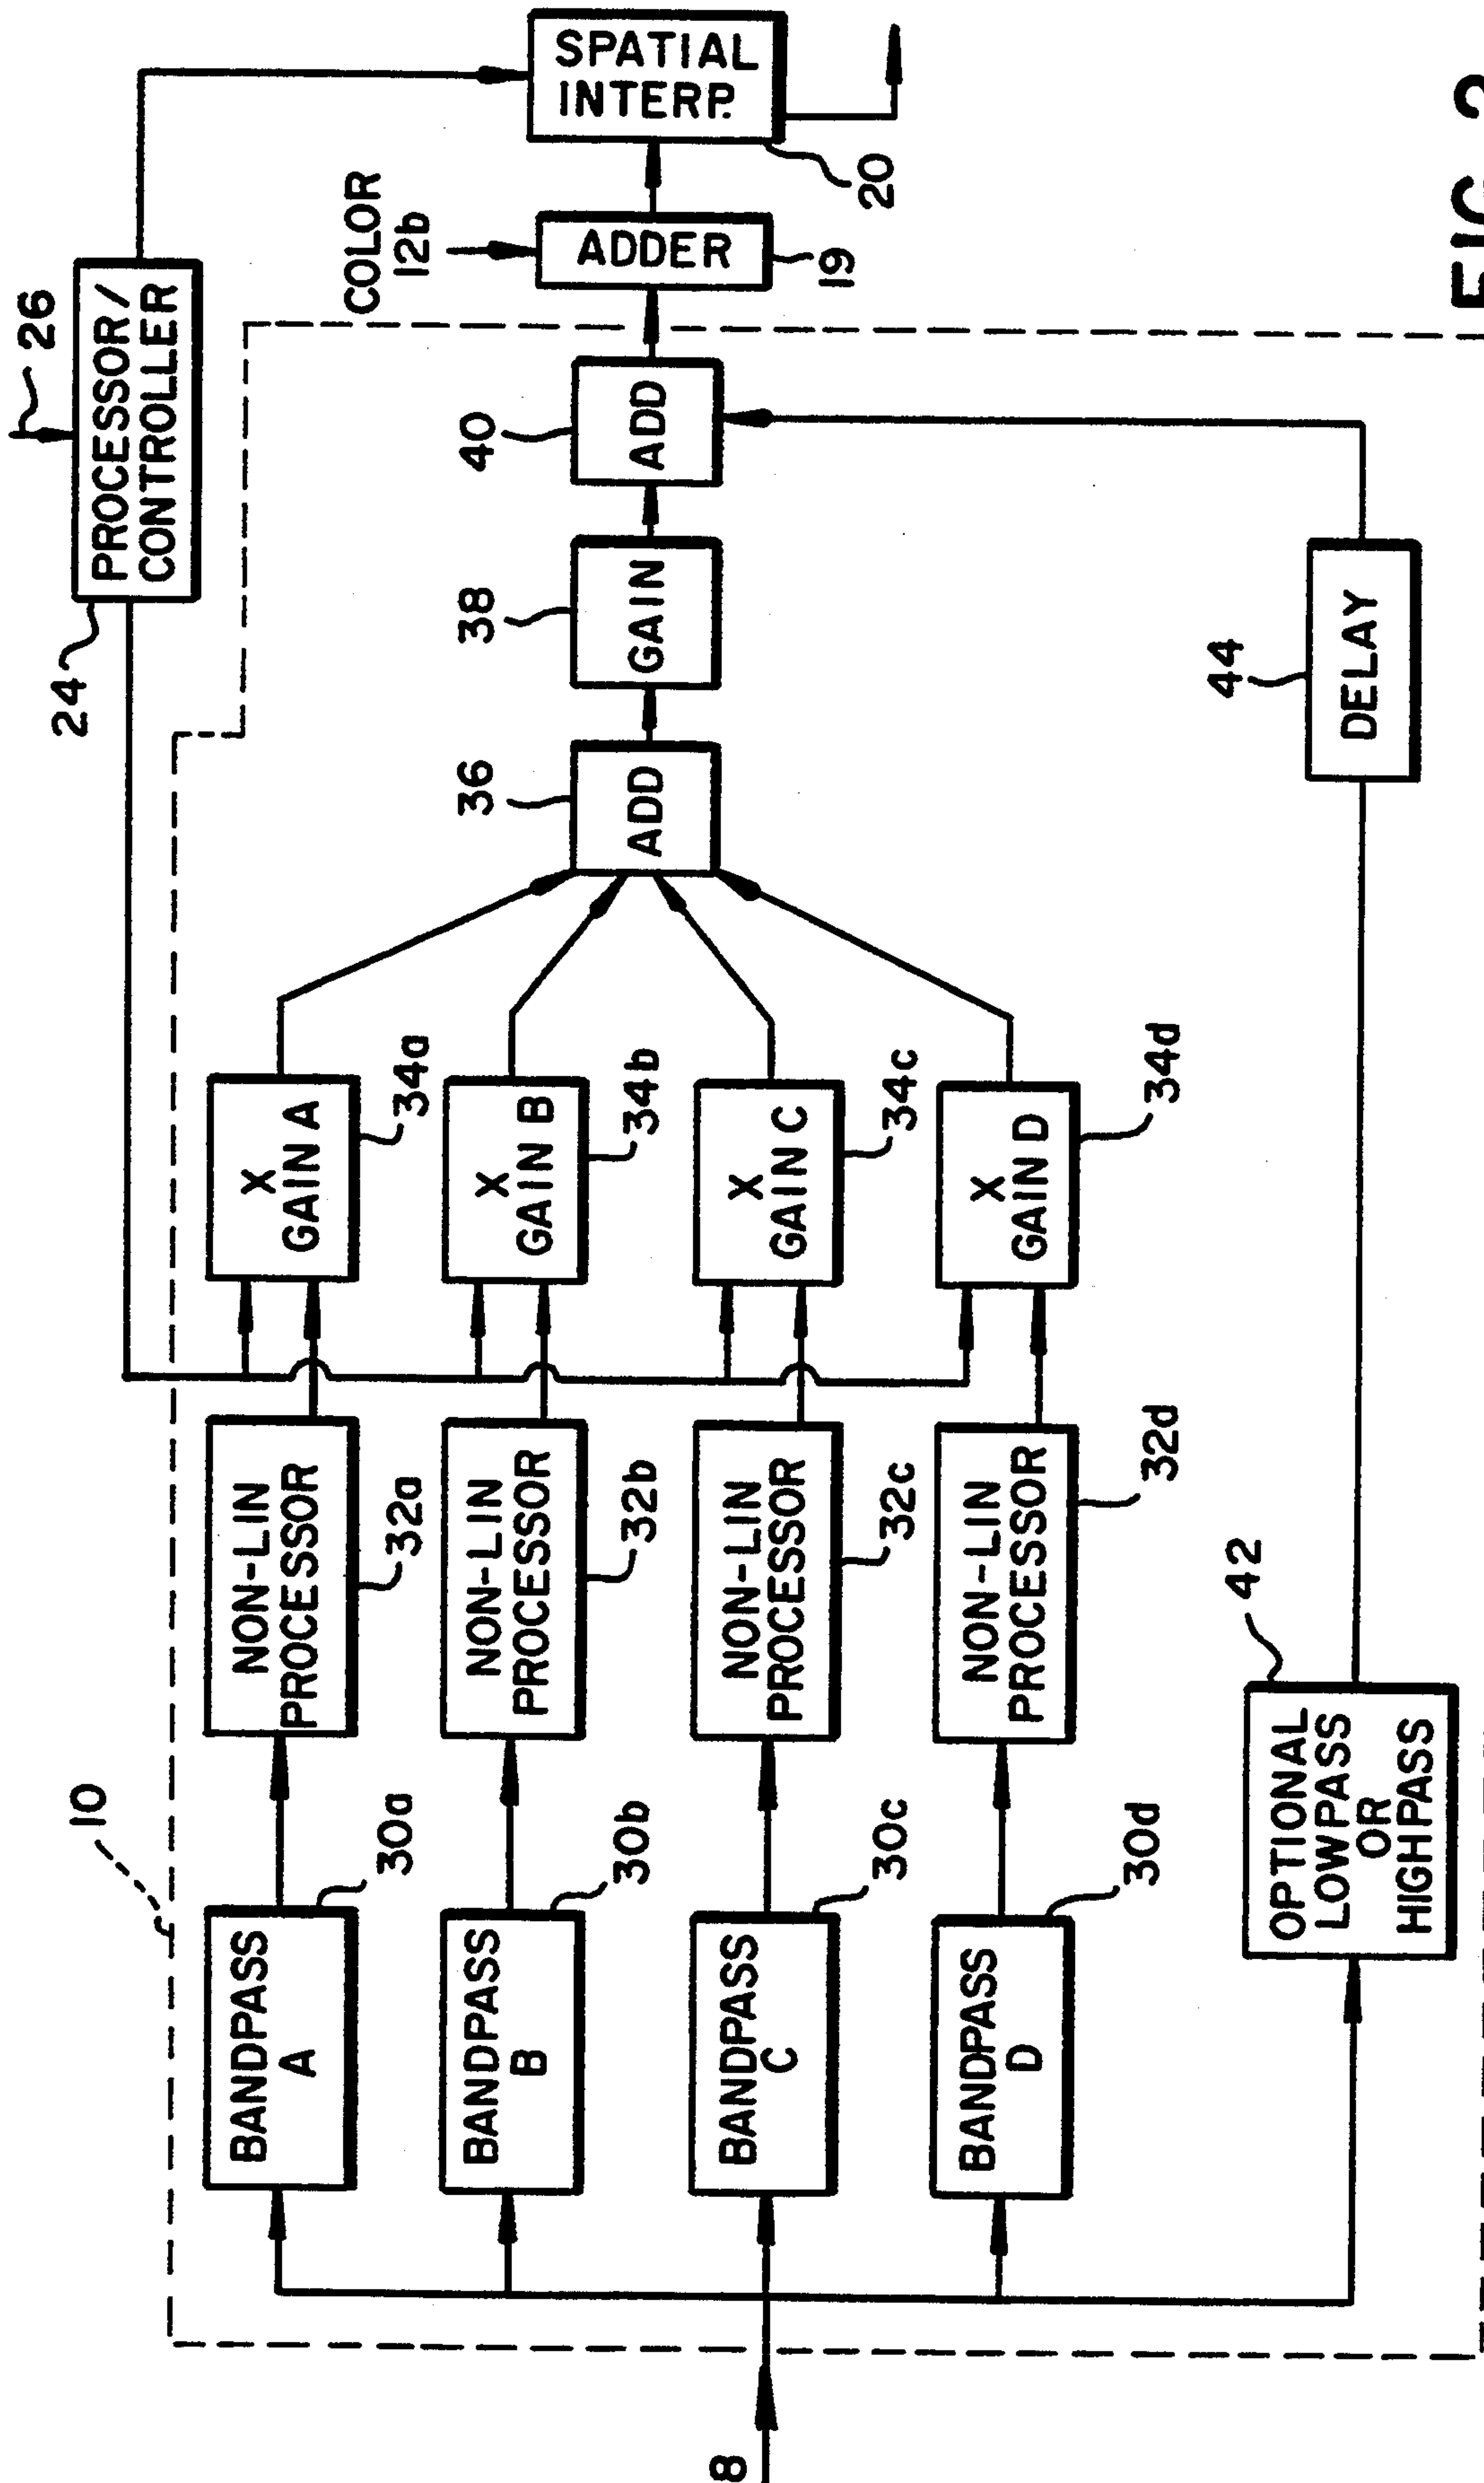 10
26
24
PROCESSOR/
CONTROLLER
8
BANDPASS
A
30a
NON-LIN
PROCESSOR
32a
X
GAIN A
34a
BANDPASS
B
30b
NON-LIN
PROCESSOR
32b
X
GAIN B
34b
BANDPASS
C
30c
NON-LIN
PROCESSOR
32c
X
GAIN C
34c
BANDPASS
D
30d
NON-LIN
PROCESSOR
32d
X
GAIN D
34d
36
ADD
38
GAIN
40
ADD
COLOR
12b
ADDER
19
SPATIAL
INTERP.
20
42
OPTIONAL
LOWPASS
OR
HIGHPASS
44
DELAY
FIG.